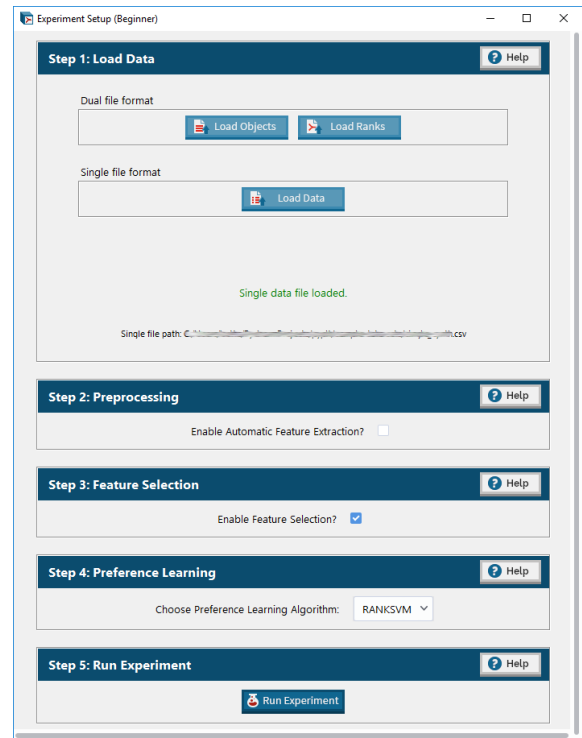 Experiment Setup (Beginner)
Step 1: Load Data
Help
Dual file format
Load Objects
Load Ranks
Single file format
Load Data
Single data file loaded.
Single file path: .csv
Step 2: Preprocessing
Help
Enable Automatic Feature Extraction?
Step 3: Feature Selection
Help
Enable Feature Selection?
Step 4: Preference Learning
Help
Choose Preference Learning Algorithm: RANKSVM
Step 5: Run Experiment
Help
Run Experiment